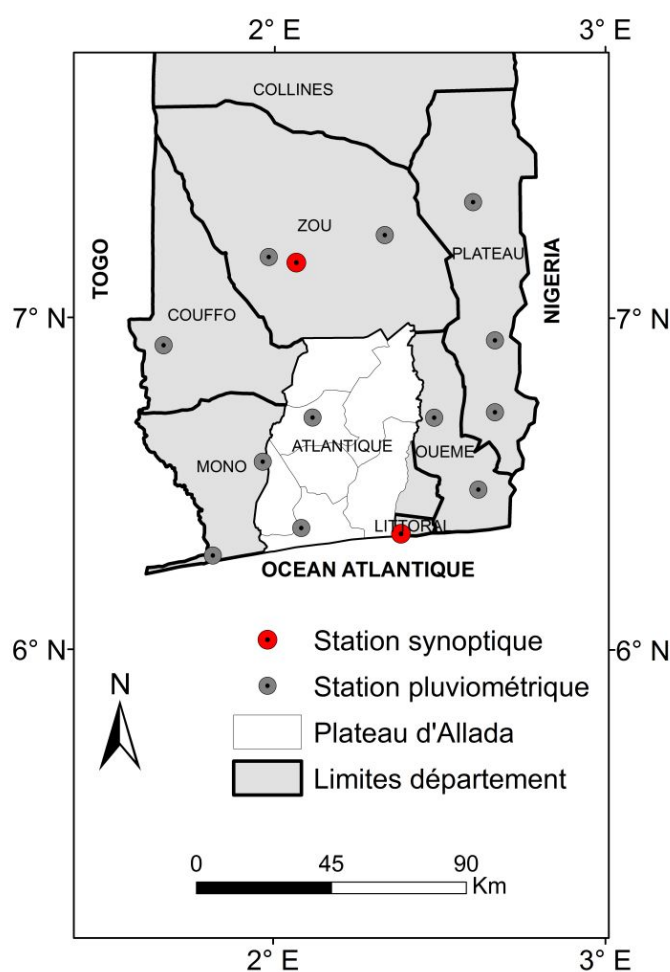 2° E 3° E
COLLINES
ZOU
PLATEAU
TOGO
NIGERIA
7° N 7° N
COUFFO
ATLANTIQUE
OUEME
MONO
LITTORAL
OCEAN ATLANTIQUE
Station synoptique
6° N 6° N
Station pluviométrique
N
Plateau d'Allada
Limites département
0 45 90
Km
2° E 3° E